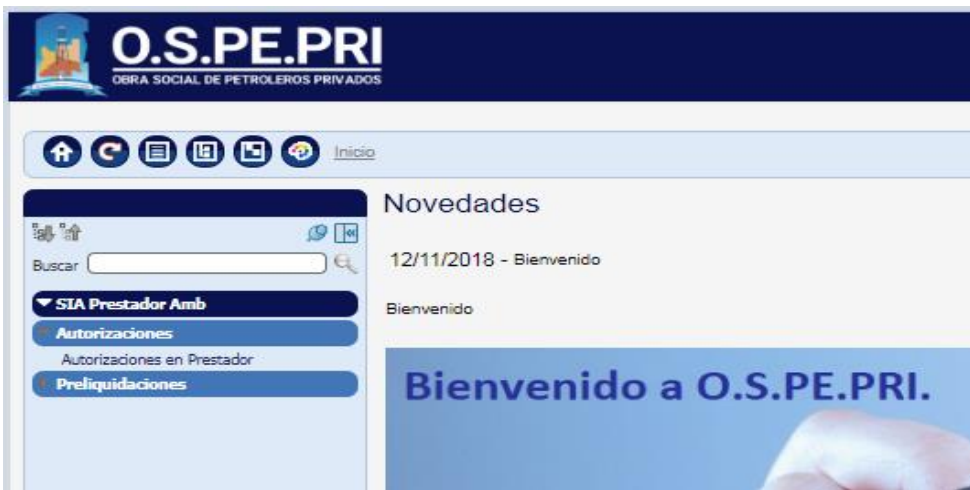 O.S.PE.PRI
OBRA SOCIAL DE PETROLEROS PRIVADOS
Inicio
Novedades
Buscar
12/11/2018 - Bienvenido
SIA Prestador Amb
Bienvenido
Autorizaciones
Autorizaciones en Prestador
Preliquidaciones
Bienvenido a O.S.PE.PRI.